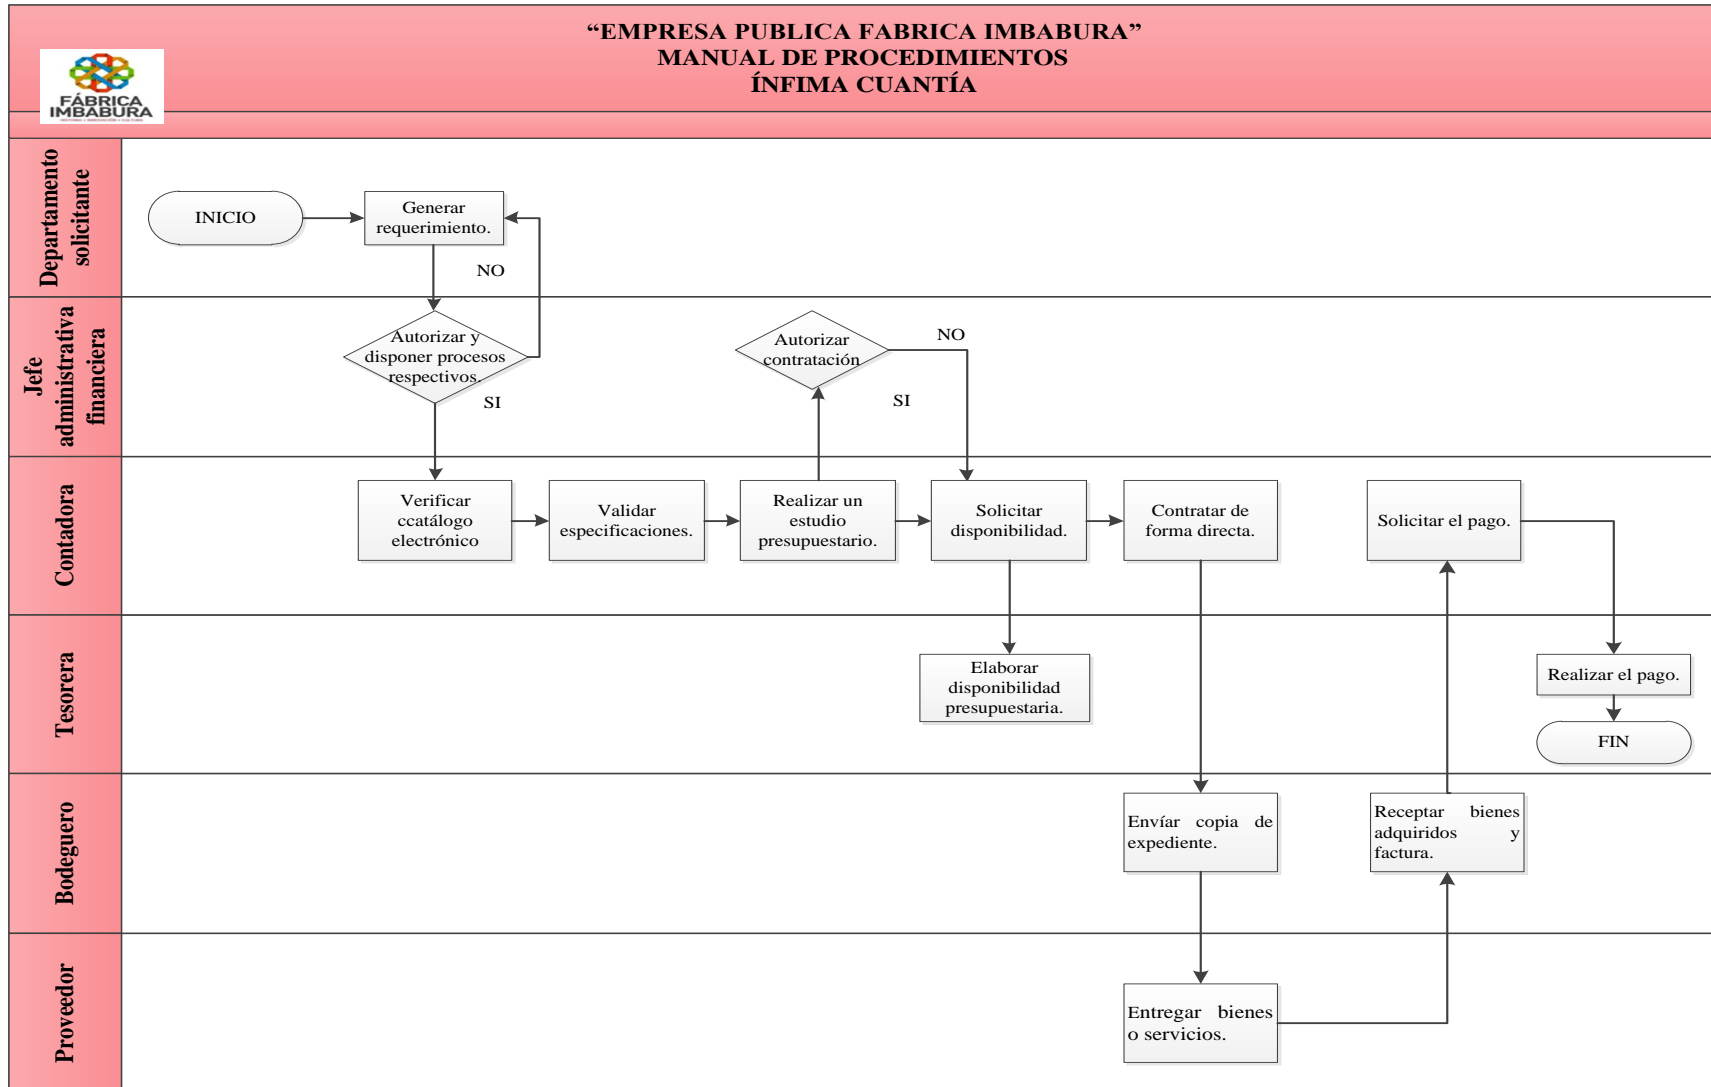 “EMPRESA PUBLICA FABRICA IMBABURA”
MANUAL DE PROCEDIMIENTOS
ÍNFIMA CUANTÍA
FÁBRICA
IMBABURA
Departamento
solicitante
INICIO
Generar
requerimiento.
NO
Jefe
administrativa
financiera
Autorizar y
disponer procesos
respectivos.
SI
Autorizar
contratación
NO
SI
Contadora
Verificar
ccatálogo
electrónico
Validar
especificaciones.
Realizar un
estudio
presupuestario.
Solicitar
disponibilidad.
Contratar de
forma directa.
Solicitar el pago.
Tesorera
Elaborar
disponibilidad
presupuestaria.
Realizar el pago.
FIN
Bodeguero
Envíar copia de
expediente.
Receptar bienes
adquiridos y
factura.
Proveedor
Entregar bienes
o servicios.